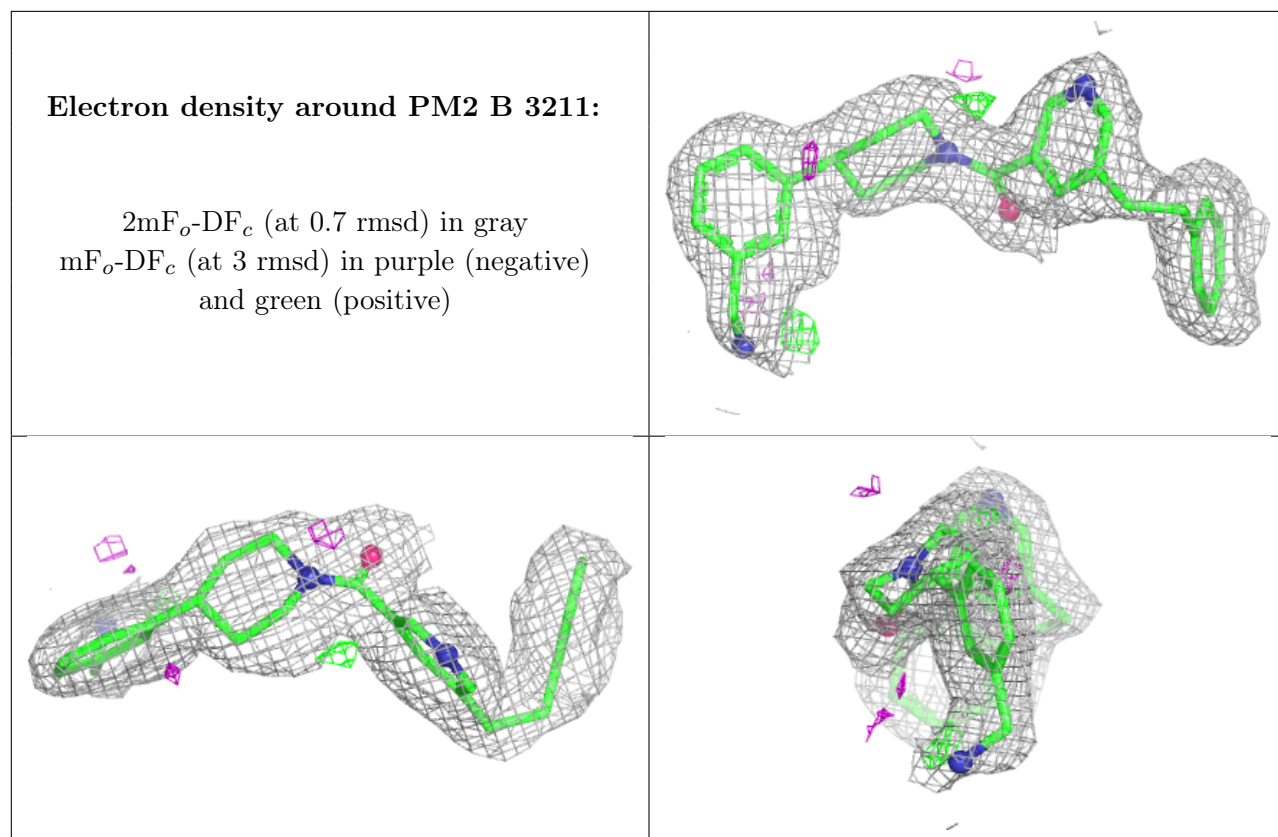 Electron density around PM2 B 3211:
2mFₒ-DF𝒸 (at 0.7 rmsd) in gray
mFₒ-DF𝒸 (at 3 rmsd) in purple (negative)
and green (positive)